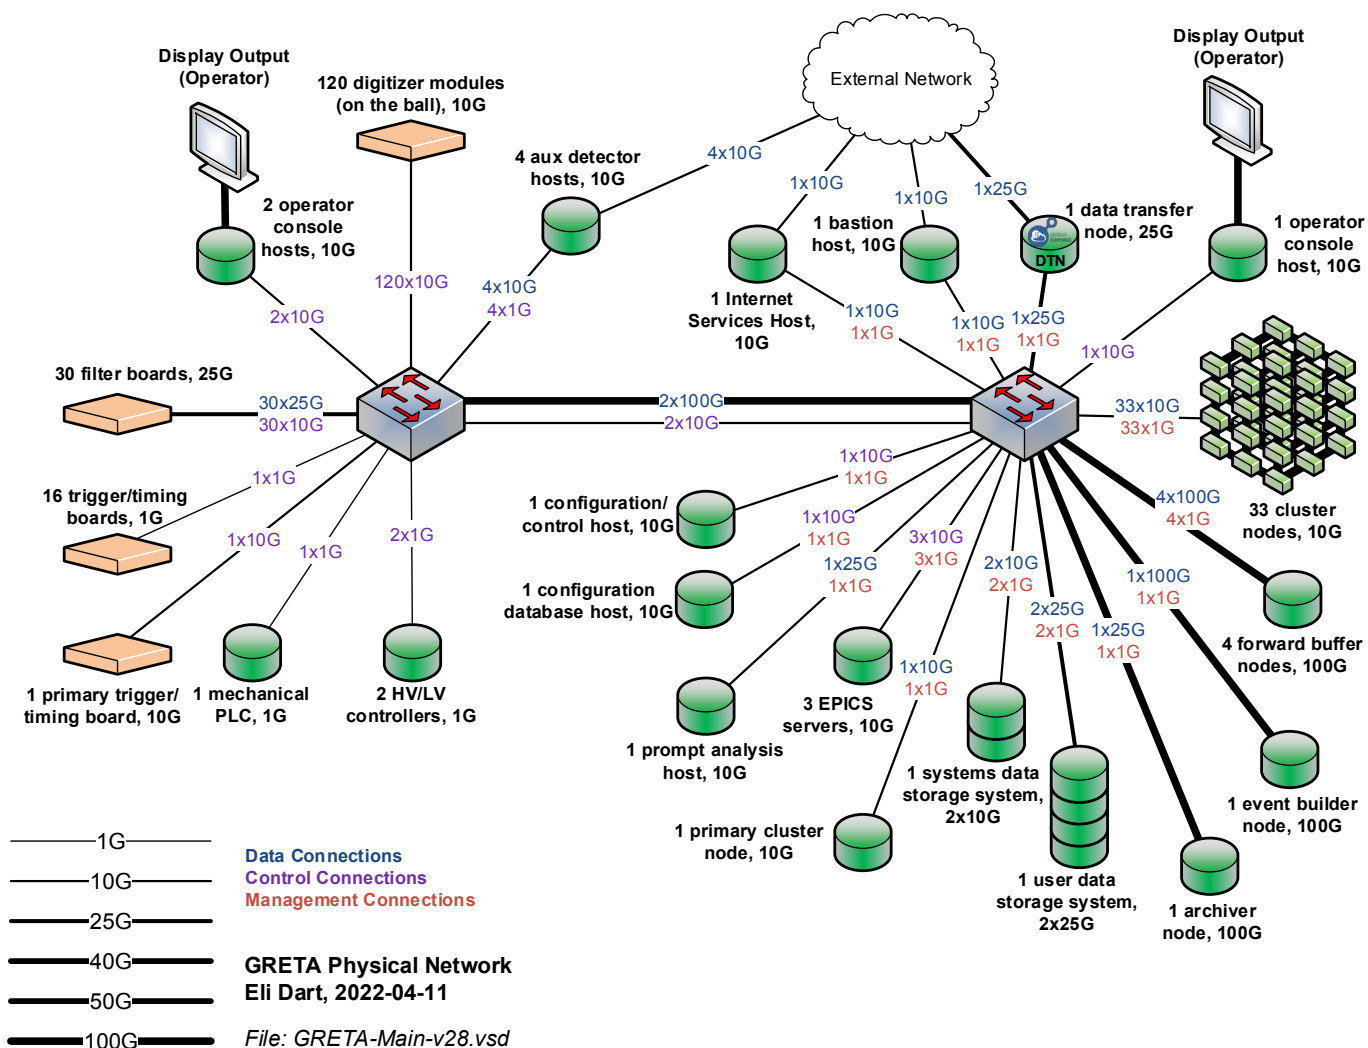 Display Output
(Operator)
120 digitizer modules
(on the ball), 10G
4 aux detector
hosts, 10G
2 operator
console
hosts, 10G
External Network
Display Output
(Operator)
4x10G
1x10G
1x10G
1x25G
1 bastion
host, 10G
1 data transfer
node, 25G
globus
connect
DTN
1 operator
console
host, 10G
120x10G
4x10G
4x1G
2x10G
1 Internet
Services Host,
10G
1x10G
1x1G
1x10G
1x1G
1x25G
1x1G
1x10G
30 filter boards, 25G
30x25G
30x10G
2x100G
2x10G
33x10G
33x1G
33 cluster
nodes, 10G
16 trigger/timing
boards, 1G
1x1G
1x10G
1x1G
2x1G
1 primary trigger/
timing board, 10G
1 mechanical
PLC, 1G
2 HV/LV
controllers, 1G
1 configuration/
control host, 10G
1x10G
1x1G
1 configuration
database host, 10G
1x10G
1x1G
1x25G
1x1G
3x10G
3x1G
2x10G
2x1G
2x25G
2x1G
1x25G
1x1G
1x100G
1x1G
4x100G
4x1G
4 forward buffer
nodes, 100G
1x10G
1x1G
1 prompt analysis
host, 10G
3 EPICS
servers, 10G
1 systems data
storage system,
2x10G
1 event builder
node, 100G
1 primary cluster
node, 10G
1 user data
storage system,
2x25G
1 archiver
node, 100G
1G
10G
25G
40G
50G
100G
Data Connections
Control Connections
Management Connections
GRETA Physical Network
Eli Dart, 2022-04-11
File: GRETA-Main-v28.vsd